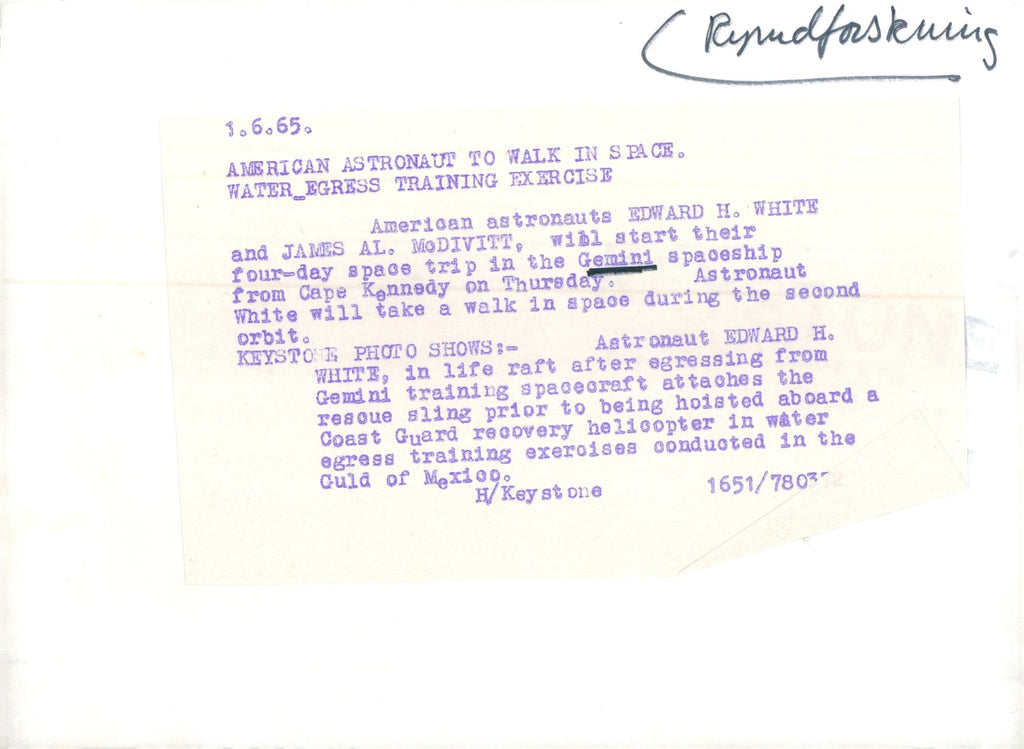 (Rymdforskning
1.6.65.
AMERICAN ASTRONAUT TO WALK IN SPACE.
WATER_EGRESS TRAINING EXERCISE
American astronauts EDWARD H. WHITE
and JAMES AL. McDIVITT, will start their
four-day space trip in the Gemini spaceship
from Cape Kennedy on Thursday. Astronaut
White will take a walk in space during the second
orbit.
KEYSTONE PHOTO SHOWS:- Astronaut EDWARD H.
WHITE, in life raft after egressing from
Gemini training spacecraft attaches the
rescue sling prior to being hoisted aboard a
Coast Guard recovery helicopter in water
egress training exercises conducted in the
Guld of Mexico.
H/Keystone 1651/7803